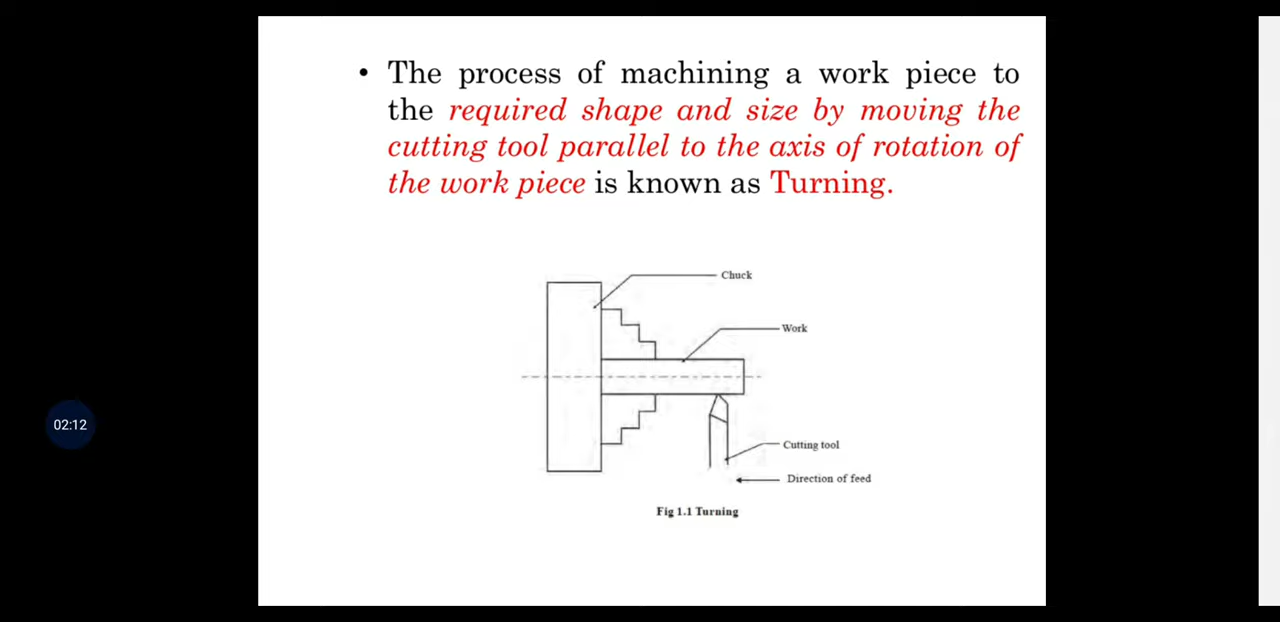 • The process of machining a work piece to
the required shape and size by moving the
cutting tool parallel to the axis of rotation of
the work piece is known as Turning.
Chuck
Work
02:12
Cutting tool
Direction of feed
Fig 1.1 Turning